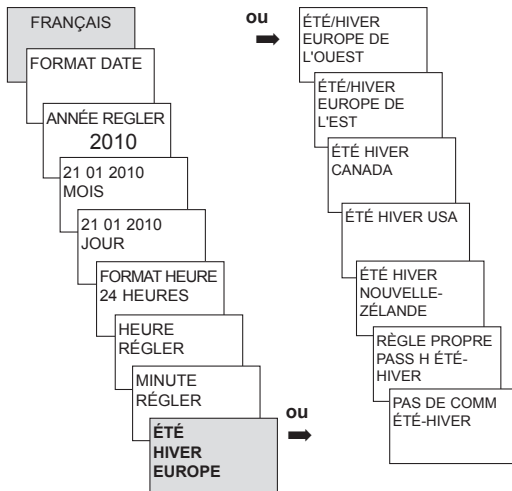 FRANÇAIS
FORMAT DATE
ANNÉE REGLER
2010
21 01 2010
MOIS
21 01 2010
JOUR
FORMAT HEURE
24 HEURES
HEURE
RÉGLER
MINUTE
RÉGLER
ÉTÉ
HIVER
EUROPE
ou
ou
ÉTÉ/HIVER
EUROPE DE
L'OUEST
ÉTÉ/HIVER
EUROPE DE
L'EST
ÉTÉ HIVER
CANADA
ÉTÉ HIVER USA
ÉTÉ HIVER
NOUVELLE-
ZÉLANDE
RÈGLE PROPRE
PASS H ÉTÉ-
HIVER
PAS DE COMM
ÉTÉ-HIVER